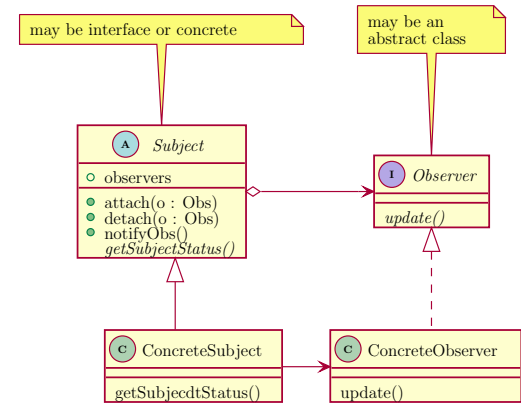 may be interface or concrete
may be an
abstract class
A Subject
observers
attach(o : Obs)
detach(o : Obs)
notifyObs()
getSubjectStatus()
I Observer
update()
C ConcreteSubject
getSubjecdtStatus()
C ConcreteObserver
update()